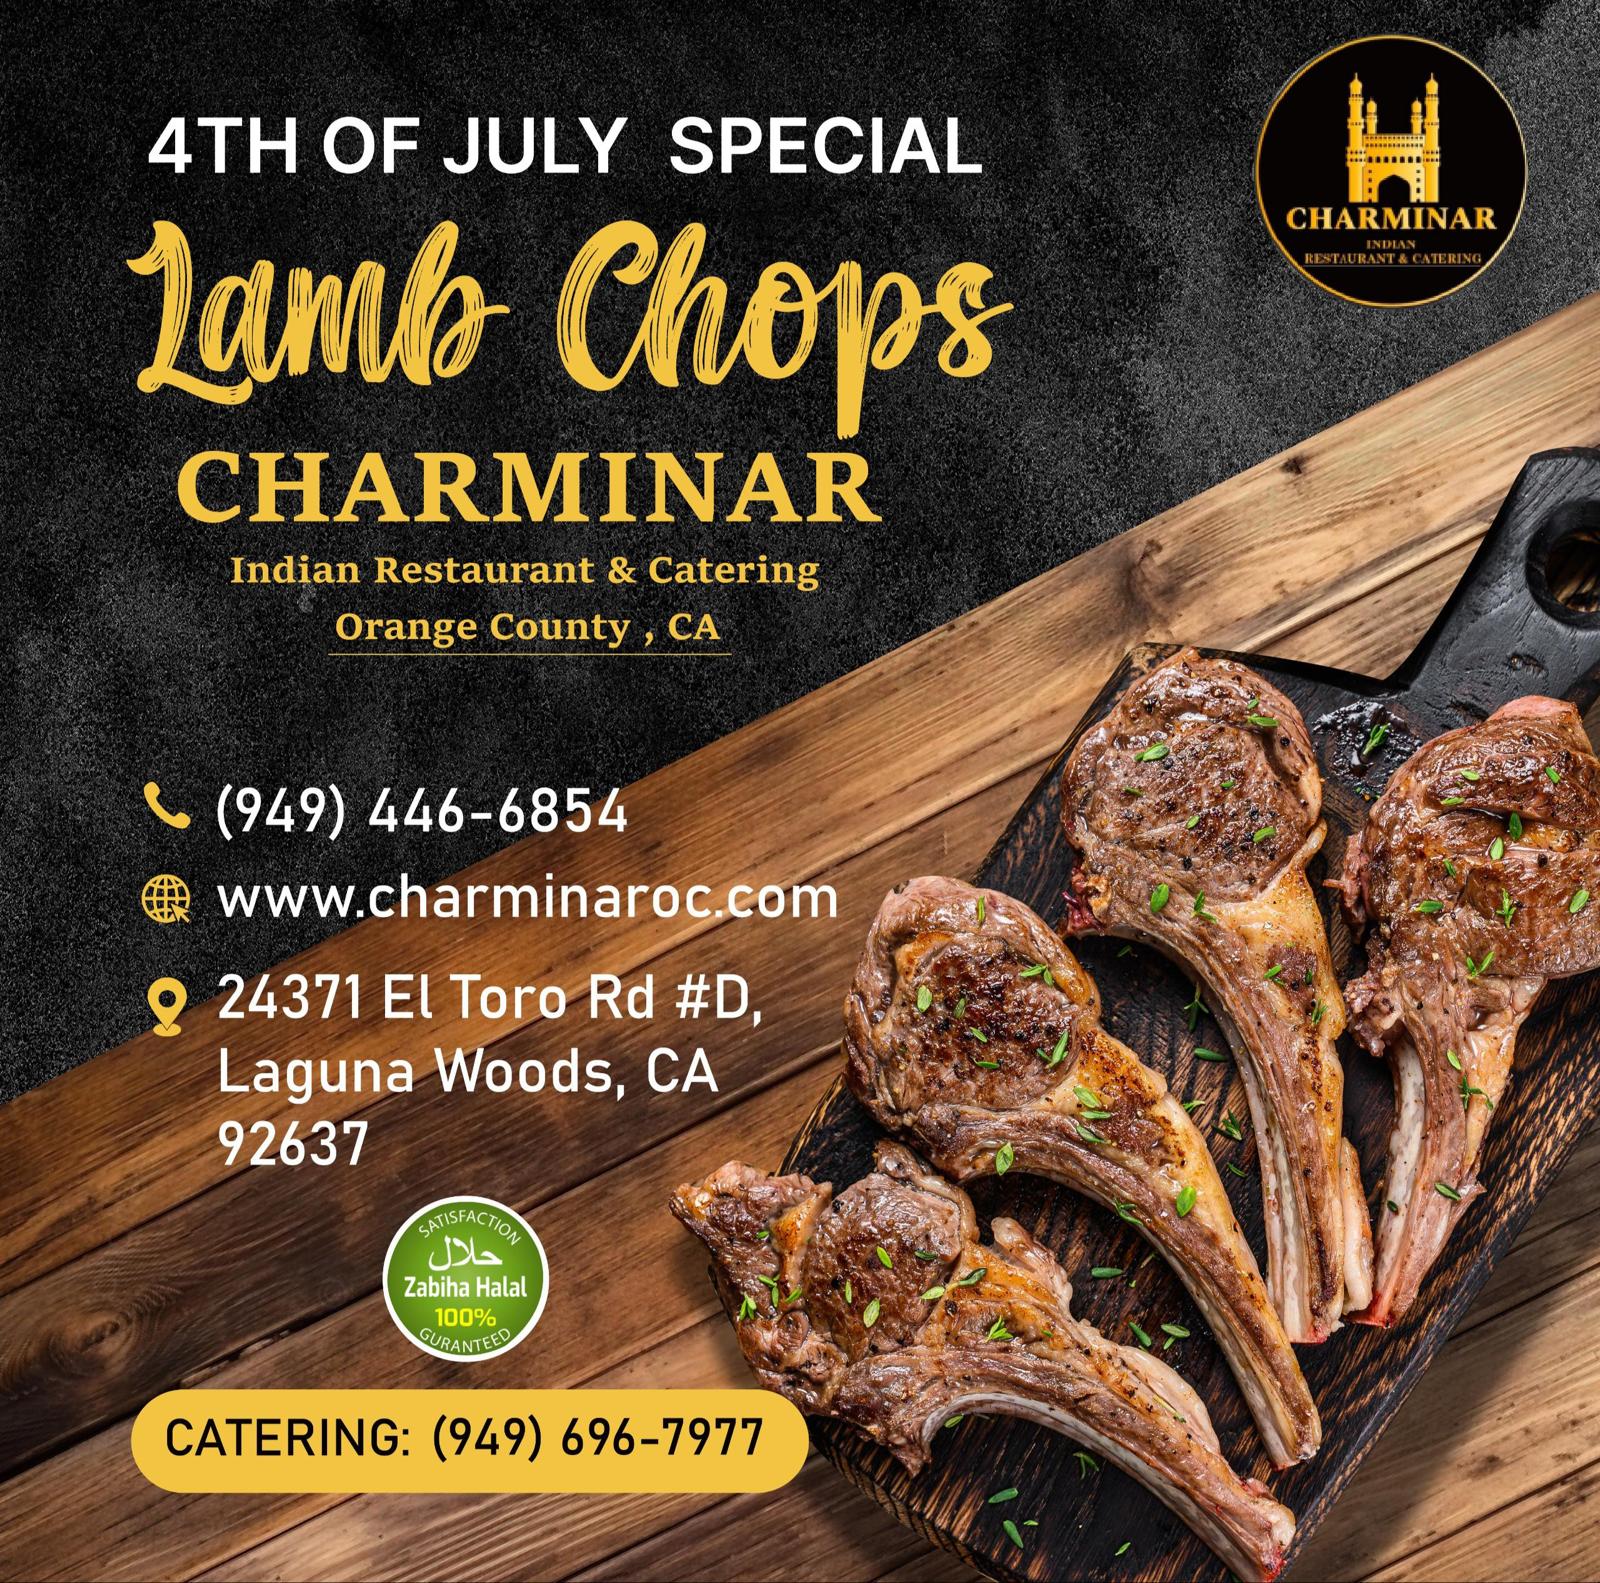 4TH OF JULY SPECIAL
Lamb Chops
CHARMINAR
Indian Restaurant & Catering
Orange County , CA
CHARMINAR
INDIAN
RESTAURANT & CATERING
(949) 446-6854
www.charminaroc.com
24371 El Toro Rd #D,
Laguna Woods, CA
92637
SATISFACTION
حلال
Zabiha Halal
100%
GURANTEED
CATERING: (949) 696-7977